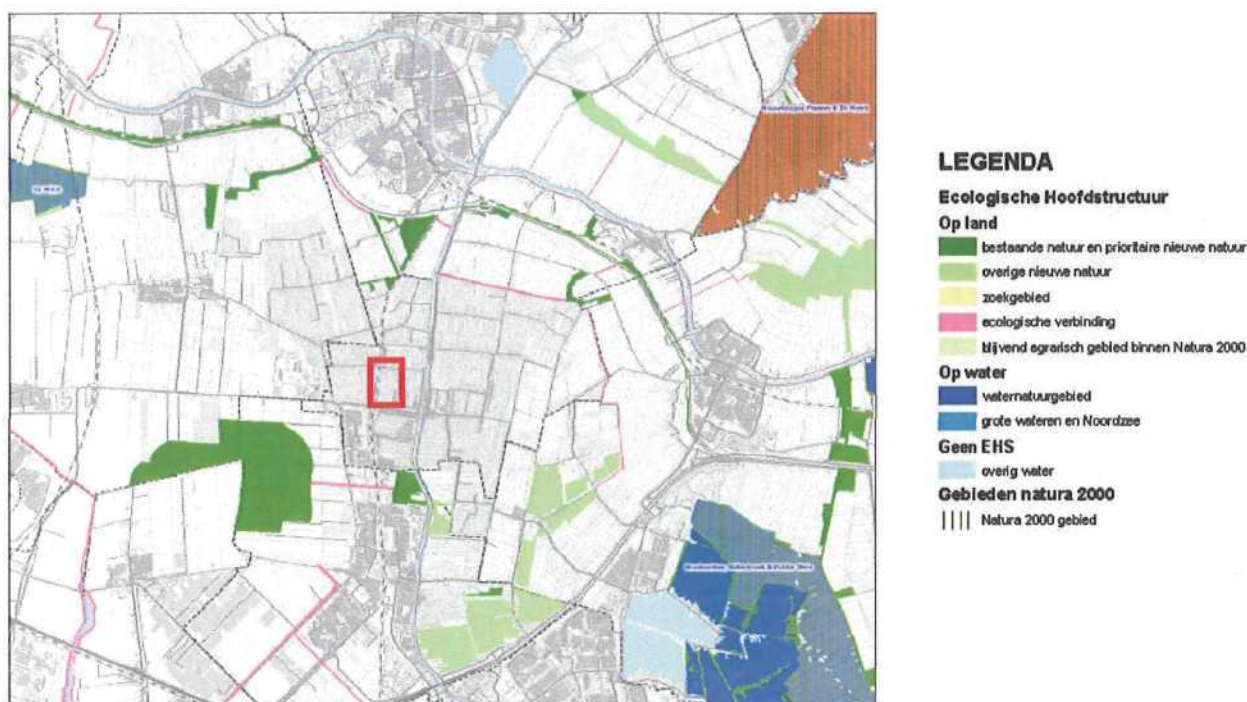 De Wilck
LEGENDA
Ecologische Hoofdstructuur
Op land
bestaande natuur en prioritaire nieuwe natuur
overige nieuwe natuur
zoekgebied
ecologische verbinding
blijvend agrarisch gebied binnen Natura 2000
Op water
waternatuurgebied
grote wateren en Noordzee
Geen EHS
overig water
Gebieden natura 2000
Natura 2000 gebied